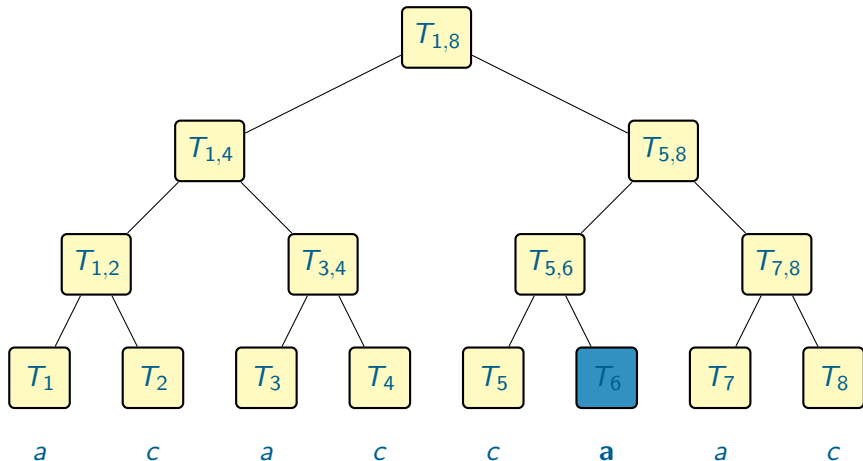 T1,8
T1,4 T5,8
T1,2 T3,4 T5,6 T7,8
T1 T2 T3 T4 T5 T6 T7 T8
a c a c c a a c